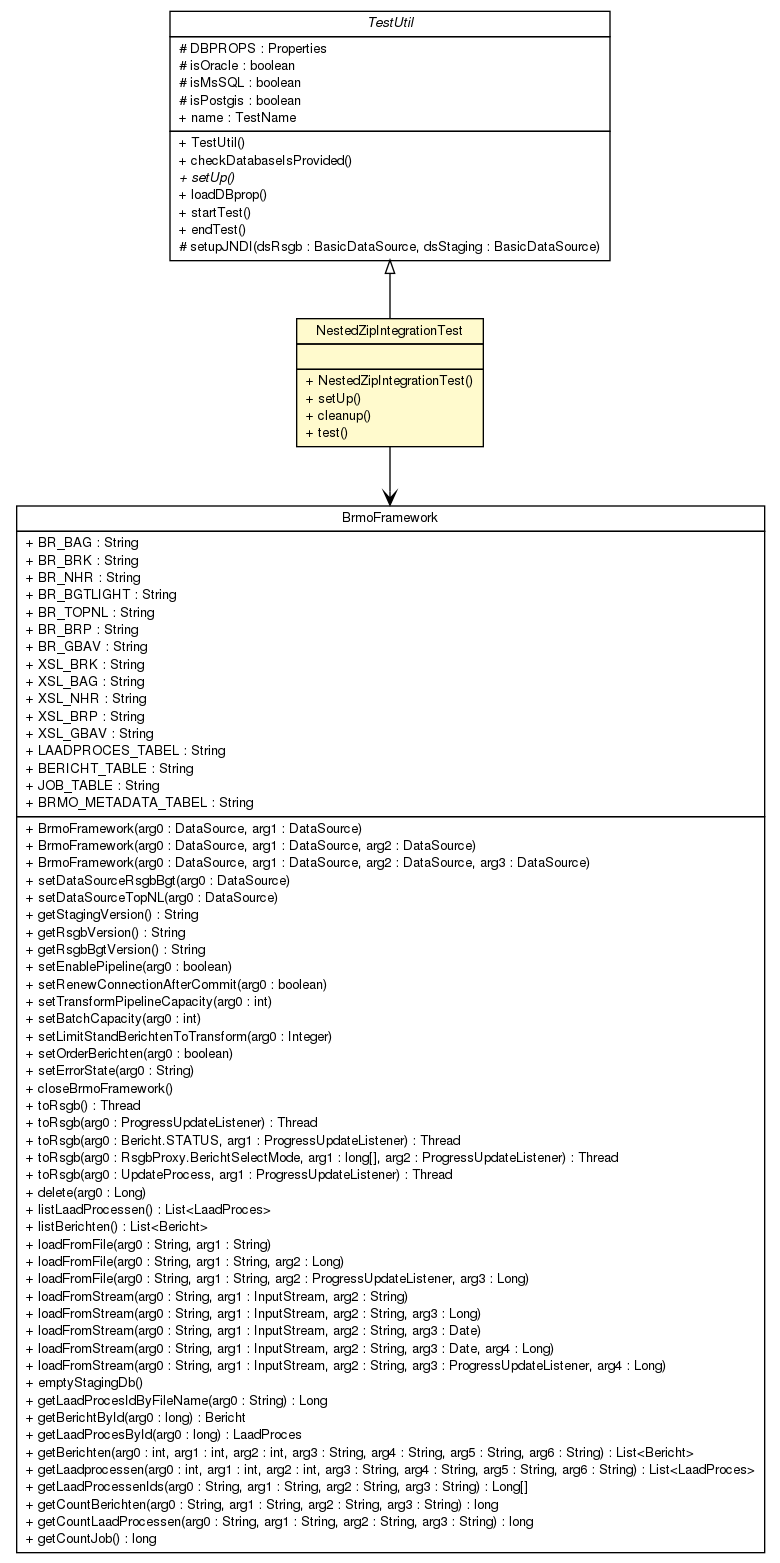 TestUtil
# DBPROPS : Properties
# isOracle : boolean
# isMsSQL : boolean
# isPostgis : boolean
+ name : TestName
+ TestUtil()
+ checkDatabaseIsProvided()
+ setUp()
+ loadDBprop()
+ startTest()
+ endTest()
# setupJNDI(dsRsgb : BasicDataSource, dsStaging : BasicDataSource)
NestedZipIntegrationTest
+ NestedZipIntegrationTest()
+ setUp()
+ cleanup()
+ test()
BrmoFramework
+ BR_BAG : String
+ BR_BRK : String
+ BR_NHR : String
+ BR_BGTLIGHT : String
+ BR_TOPNL : String
+ BR_BRP : String
+ BR_GBAV : String
+ XSL_BRK : String
+ XSL_BAG : String
+ XSL_NHR : String
+ XSL_BRP : String
+ XSL_GBAV : String
+ LAADPROCES_TABEL : String
+ BERICHT_TABLE : String
+ JOB_TABLE : String
+ BRMO_METADATA_TABEL : String
+ BrmoFramework(arg0 : DataSource, arg1 : DataSource)
+ BrmoFramework(arg0 : DataSource, arg1 : DataSource, arg2 : DataSource)
+ BrmoFramework(arg0 : DataSource, arg1 : DataSource, arg2 : DataSource, arg3 : DataSource)
+ setDataSourceRsgbBgt(arg0 : DataSource)
+ setDataSourceTopNL(arg0 : DataSource)
+ getStagingVersion() : String
+ getRsgbVersion() : String
+ getRsgbBgtVersion() : String
+ setEnablePipeline(arg0 : boolean)
+ setRenewConnectionAfterCommit(arg0 : boolean)
+ setTransformPipelineCapacity(arg0 : int)
+ setBatchCapacity(arg0 : int)
+ setLimitStandBerichtenToTransform(arg0 : Integer)
+ setOrderBerichten(arg0 : boolean)
+ setErrorState(arg0 : String)
+ closeBrmoFramework()
+ toRsgb() : Thread
+ toRsgb(arg0 : ProgressUpdateListener) : Thread
+ toRsgb(arg0 : Bericht.STATUS, arg1 : ProgressUpdateListener) : Thread
+ toRsgb(arg0 : RsgbProxy.BerichtSelectMode, arg1 : long[], arg2 : ProgressUpdateListener) : Thread
+ toRsgb(arg0 : UpdateProcess, arg1 : ProgressUpdateListener) : Thread
+ delete(arg0 : Long)
+ listLaadProcessen() : List<LaadProces>
+ listBerichten() : List<Bericht>
+ loadFromFile(arg0 : String, arg1 : String)
+ loadFromFile(arg0 : String, arg1 : String, arg2 : Long)
+ loadFromFile(arg0 : String, arg1 : String, arg2 : ProgressUpdateListener, arg3 : Long)
+ loadFromStream(arg0 : String, arg1 : InputStream, arg2 : String)
+ loadFromStream(arg0 : String, arg1 : InputStream, arg2 : String, arg3 : Long)
+ loadFromStream(arg0 : String, arg1 : InputStream, arg2 : String, arg3 : Date)
+ loadFromStream(arg0 : String, arg1 : InputStream, arg2 : String, arg3 : Date, arg4 : Long)
+ loadFromStream(arg0 : String, arg1 : InputStream, arg2 : String, arg3 : ProgressUpdateListener, arg4 : Long)
+ emptyStagingDb()
+ getLaadProcesIdByFileName(arg0 : String) : Long
+ getBerichtById(arg0 : long) : Bericht
+ getLaadProcesById(arg0 : long) : LaadProces
+ getBerichten(arg0 : int, arg1 : int, arg2 : int, arg3 : String, arg4 : String, arg5 : String, arg6 : String) : List<Bericht>
+ getLaadprocessen(arg0 : int, arg1 : int, arg2 : int, arg3 : String, arg4 : String, arg5 : String, arg6 : String) : List<LaadProces>
+ getLaadProcessenIds(arg0 : String, arg1 : String, arg2 : String, arg3 : String) : Long[]
+ getCountBerichten(arg0 : String, arg1 : String, arg2 : String, arg3 : String) : long
+ getCountLaadProcessen(arg0 : String, arg1 : String, arg2 : String, arg3 : String) : long
+ getCountJob() : long